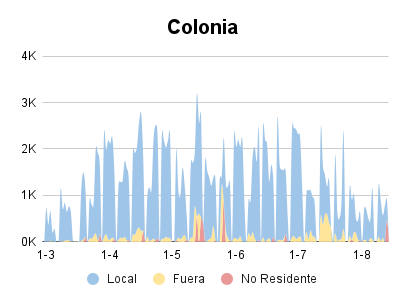 Colonia
4K
3K
2K
1K
0K
1-3 1-4 1-5 1-6 1-7 1-8
Local Fuera No Residente